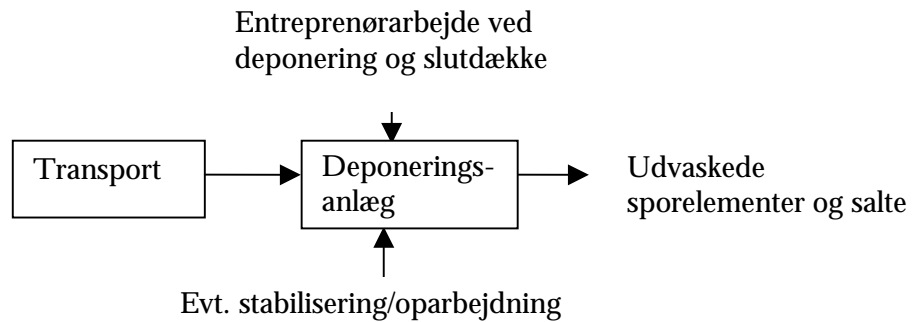 Entreprenørarbejde ved
deponering og slutdække
Transport
Deponerings-
anlæg
Udvaskede
sporelementer og salte
Evt. stabilisering/oparbejdning